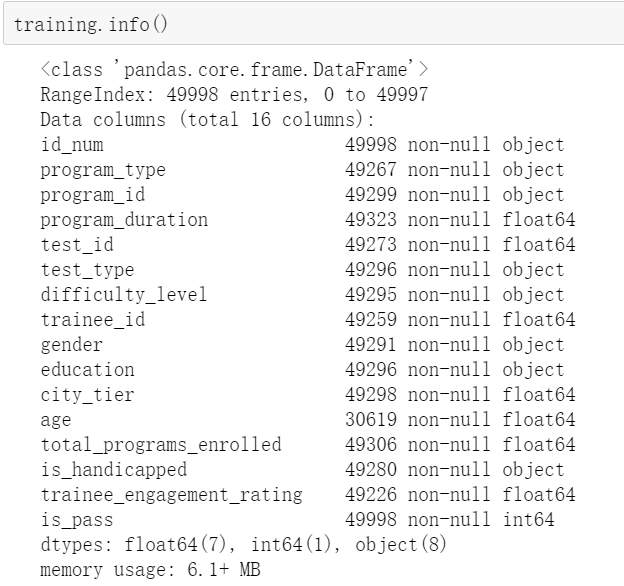 training.info()
<class 'pandas.core.frame.DataFrame'>
RangeIndex: 49998 entries, 0 to 49997
Data columns (total 16 columns):
id_num                       49998 non-null object
program_type                 49267 non-null object
program_id                   49299 non-null object
program_duration             49323 non-null float64
test_id                      49273 non-null float64
test_type                    49296 non-null object
difficulty_level             49295 non-null object
trainee_id                   49259 non-null float64
gender                       49291 non-null object
education                    49296 non-null object
city_tier                    49298 non-null float64
age                          30619 non-null float64
total_programs_enrolled      49306 non-null float64
is_handicapped               49280 non-null object
trainee_engagement_rating    49226 non-null float64
is_pass                      49998 non-null int64
dtypes: float64(7), int64(1), object(8)
memory usage: 6.1+ MB